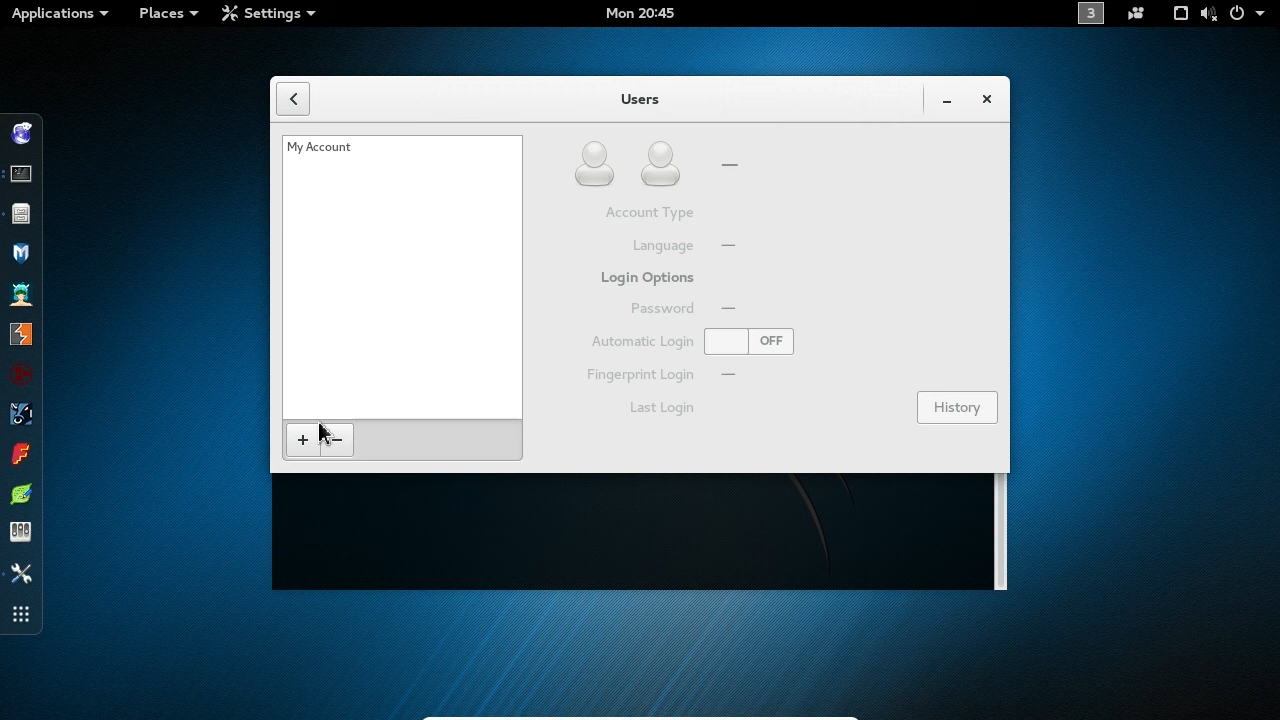 Applications Places Settings Mon 20:45 3
Users
My Account
—
Account Type
Language —
Login Options
Password —
Automatic Login OFF
Fingerprint Login —
Last Login History
+ −